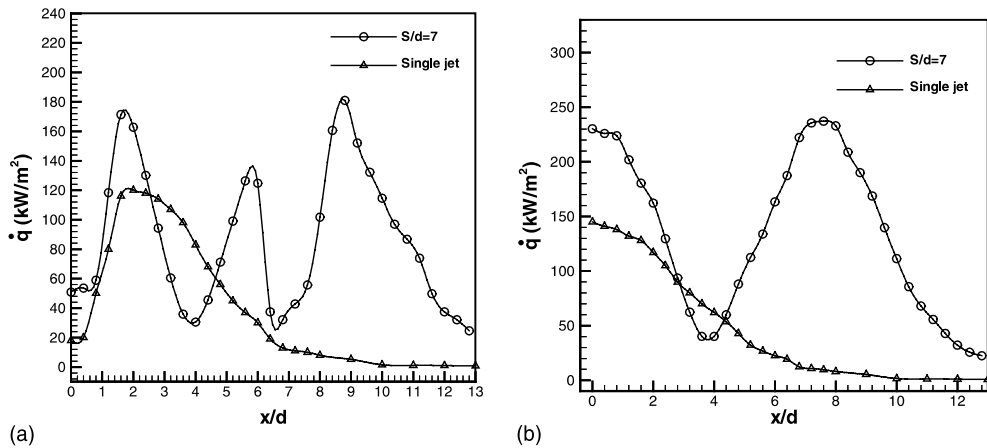 240
220
200
180
160
140
120
100
80
60
40
20
0
q̇ (kW/m²)
S/d=7
Single jet
0 1 2 3 4 5 6 7 8 9 10 11 12 13
x/d
(a)
300
250
200
150
100
50
0
q̇ (kW/m²)
S/d=7
Single jet
0 2 4 6 8 10 12
x/d
(b)